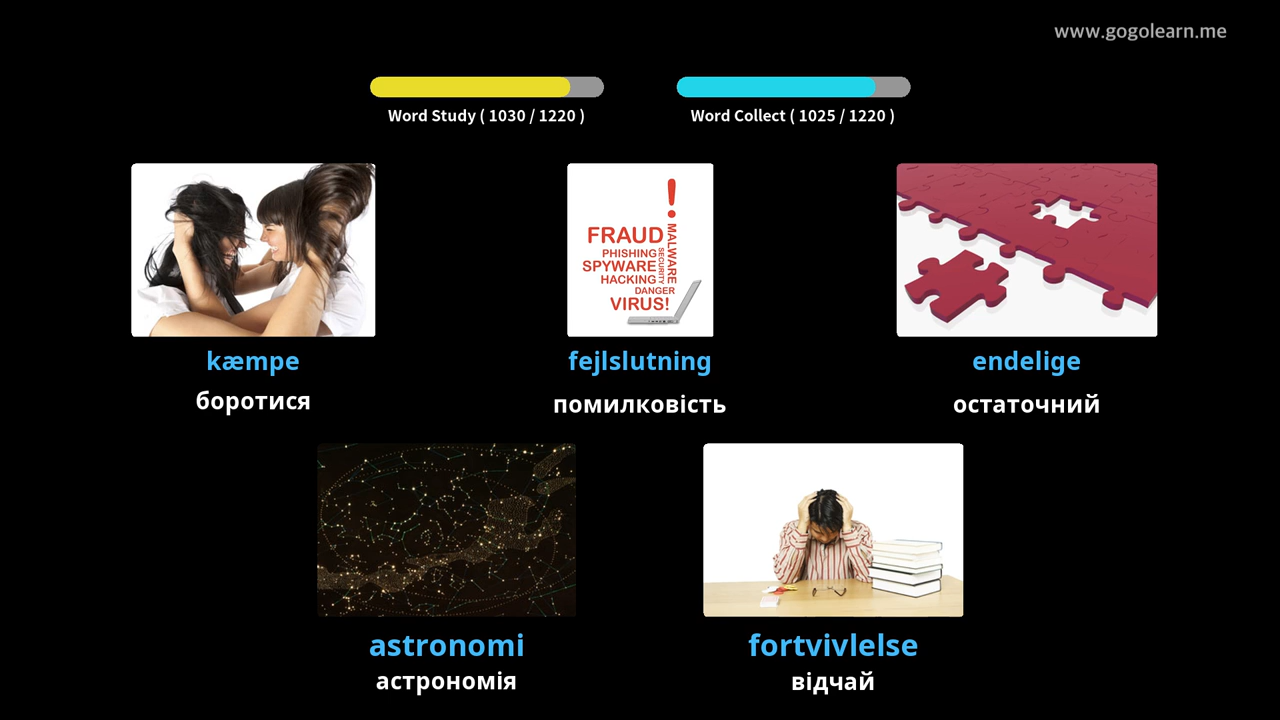 www.gogolearn.me
Word Study ( 1030 / 1220 )
Word Collect ( 1025 / 1220 )
FRAUD
PHISHING
SPYWARE
HACKING
DANGER
VIRUS!
SECURITY
MALWARE
!
kæmpe
fejlslutning
endelige
боротися
помилковість
остаточний
astronomi
fortvivlelse
астрономія
відчай